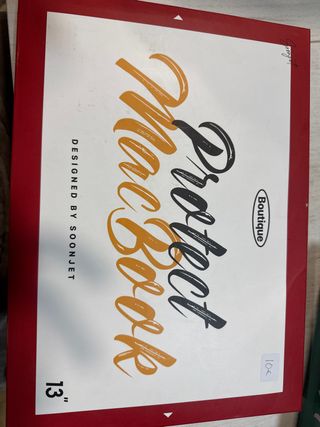 Boutique
Protect
MacBook
DESIGNED BY SOONJET
13"